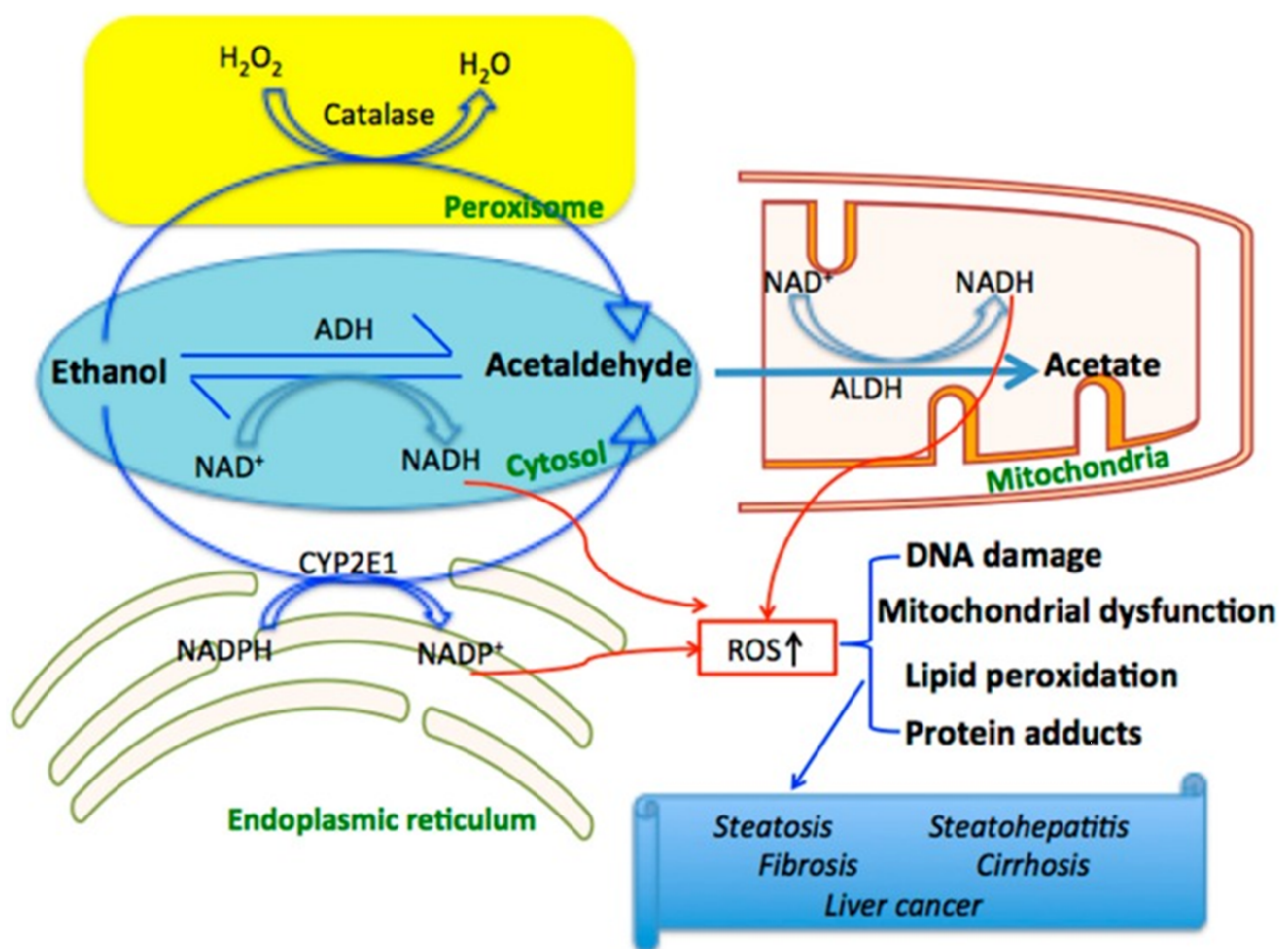 H₂O₂
H₂O
Catalase
Peroxisome
ADH
Ethanol
Acetaldehyde
NAD⁺
NADH
Cytosol
NAD⁺
NADH
ALDH
Acetate
Mitochondria
CYP2E1
NADPH
NADP⁺
Endoplasmic reticulum
ROS↑
DNA damage
Mitochondrial dysfunction
Lipid peroxidation
Protein adducts
Steatosis
Steatohepatitis
Fibrosis
Cirrhosis
Liver cancer